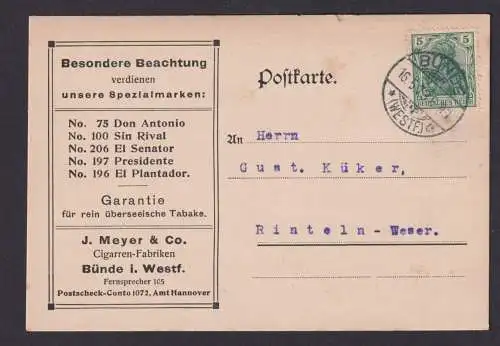 Besondere Beachtung
verdienen
unsere Spezialmarken:
No. 75 Don Antonio
No. 100 Sin Rival
No. 206 El Senator
No. 197 Presidente
No. 196 El Plantador.
Garantie
für rein überseeische Tabake.
J. Meyer & Co.
Cigarren-Fabriken
Bünde i. Westf.
Fernsprecher 105
Postscheck-Conto 1072, Amt Hannover
Postkarte.
5 5
BÜNDE
(WESTF)
An Herrn
Gust. Küker,
Rinteln-Weser.